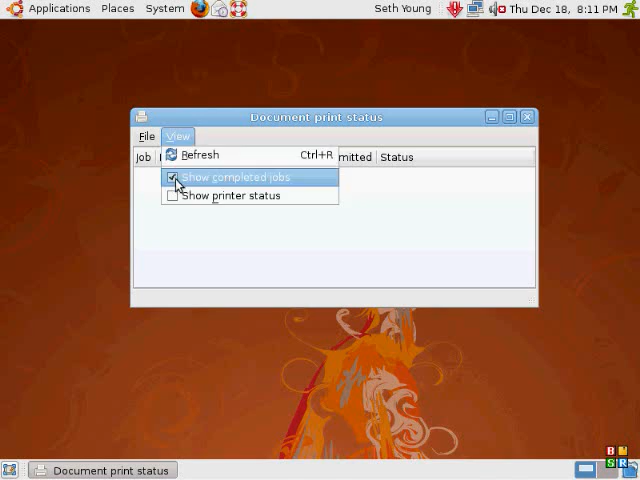 Applications Places System Seth Young Thu Dec 18, 8:11 PM
Document print status
File View
Refresh Ctrl+R
Job mitted Status
Show completed jobs
Show printer status
B
S R
Document print status